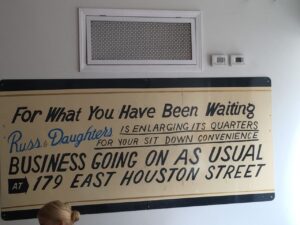 For What You Have Been Waiting
Russ & Daughters IS ENLARGING ITS QUARTERS
FOR YOUR SIT DOWN CONVENIENCE
BUSINESS GOING ON AS USUAL
AT 179 EAST HOUSTON STREET